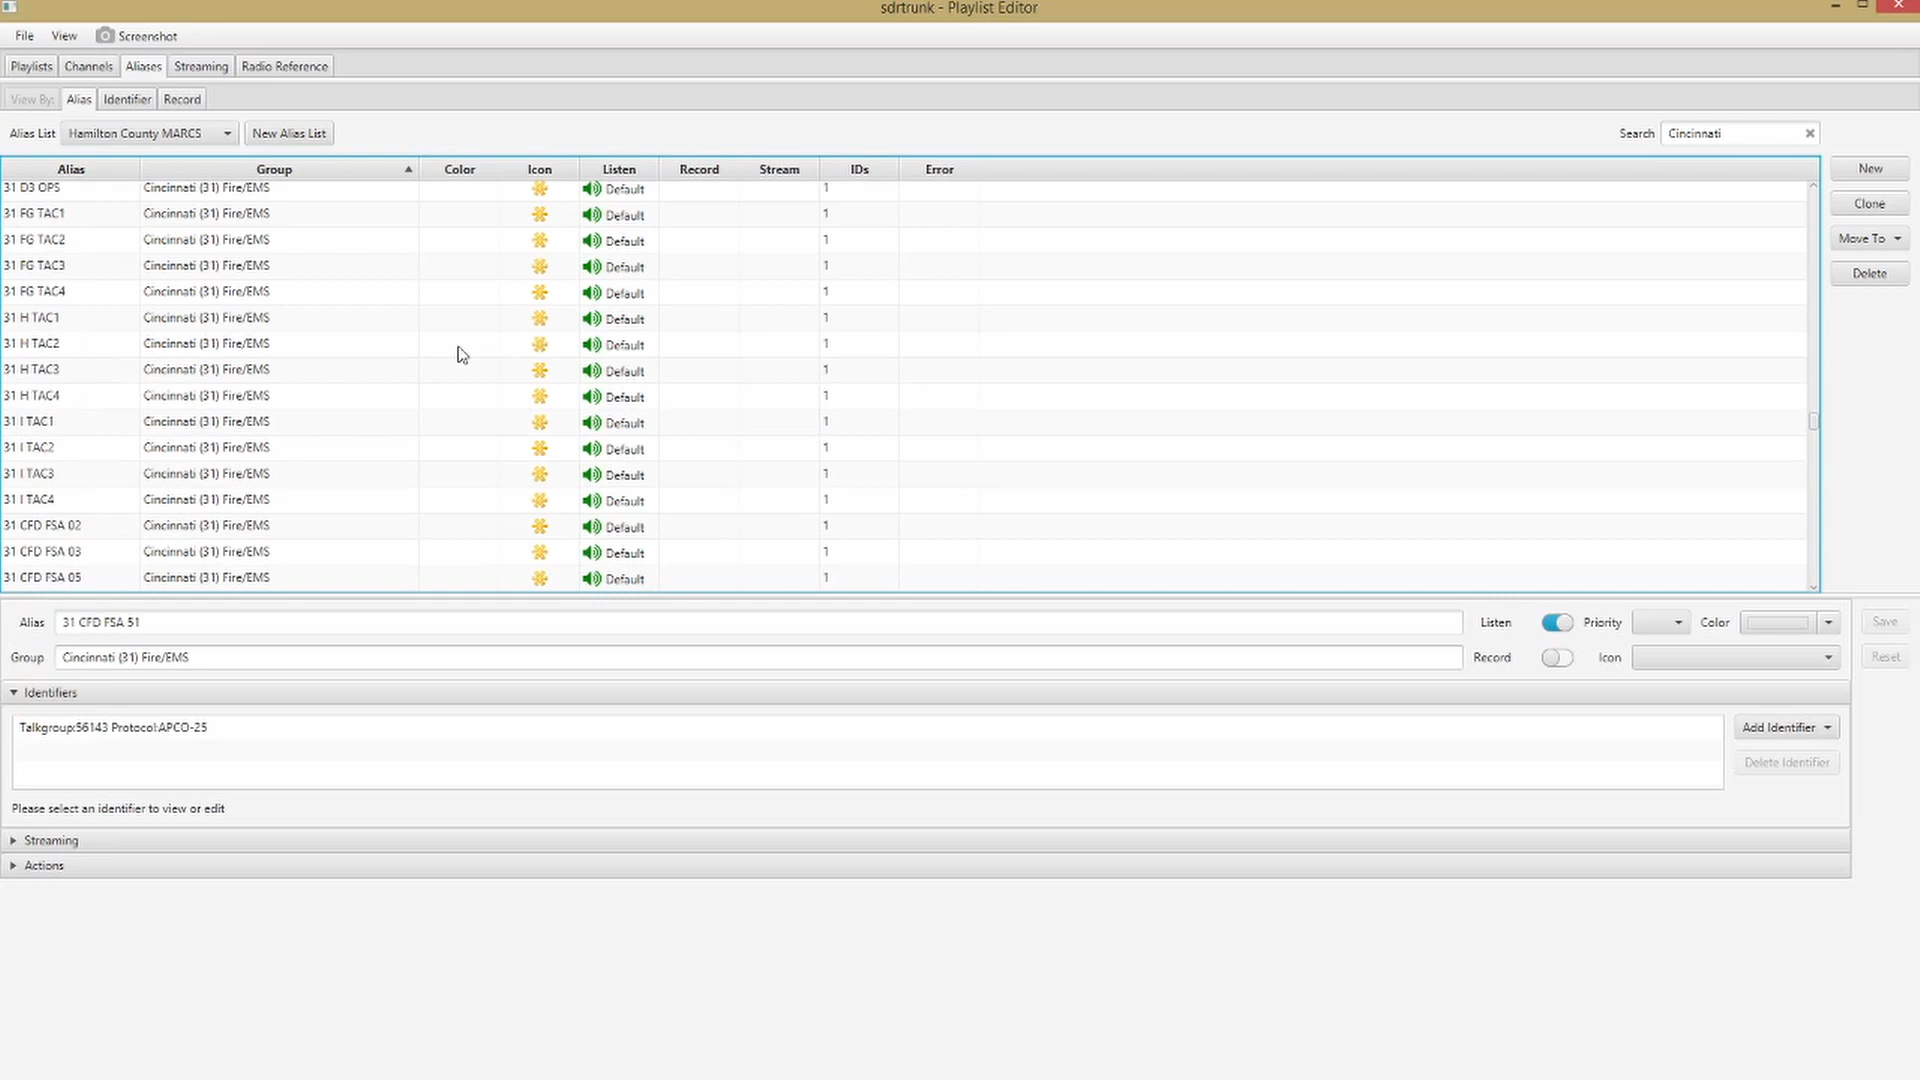 sdrtrunk - Playlist Editor
File View Screenshot
Playlists Channels Aliases Streaming Radio Reference
View By: Alias Identifier Record
Alias List Hamilton County MARCS New Alias List Search Cincinnati
Alias Group Color Icon Listen Record Stream IDs Error New
31 D3 OPS Cincinnati (31) Fire/EMS Default 1
Clone
31 FG TAC1 Cincinnati (31) Fire/EMS Default 1
31 FG TAC2 Cincinnati (31) Fire/EMS Default 1 Move To
31 FG TAC3 Cincinnati (31) Fire/EMS Default 1 Delete
31 FG TAC4 Cincinnati (31) Fire/EMS Default 1
31 H TAC1 Cincinnati (31) Fire/EMS Default 1
31 H TAC2 Cincinnati (31) Fire/EMS Default 1
31 H TAC3 Cincinnati (31) Fire/EMS Default 1
31 H TAC4 Cincinnati (31) Fire/EMS Default 1
31 I TAC1 Cincinnati (31) Fire/EMS Default 1
31 I TAC2 Cincinnati (31) Fire/EMS Default 1
31 I TAC3 Cincinnati (31) Fire/EMS Default 1
31 I TAC4 Cincinnati (31) Fire/EMS Default 1
31 CFD FSA 02 Cincinnati (31) Fire/EMS Default 1
31 CFD FSA 03 Cincinnati (31) Fire/EMS Default 1
31 CFD FSA 05 Cincinnati (31) Fire/EMS Default 1
Alias 31 CFD FSA 51 Listen Priority Color Save
Group Cincinnati (31) Fire/EMS Record Icon Reset
Identifiers
Talkgroup:56143 Protocol:APCO-25 Add Identifier
Delete Identifier
Please select an identifier to view or edit
Streaming
Actions